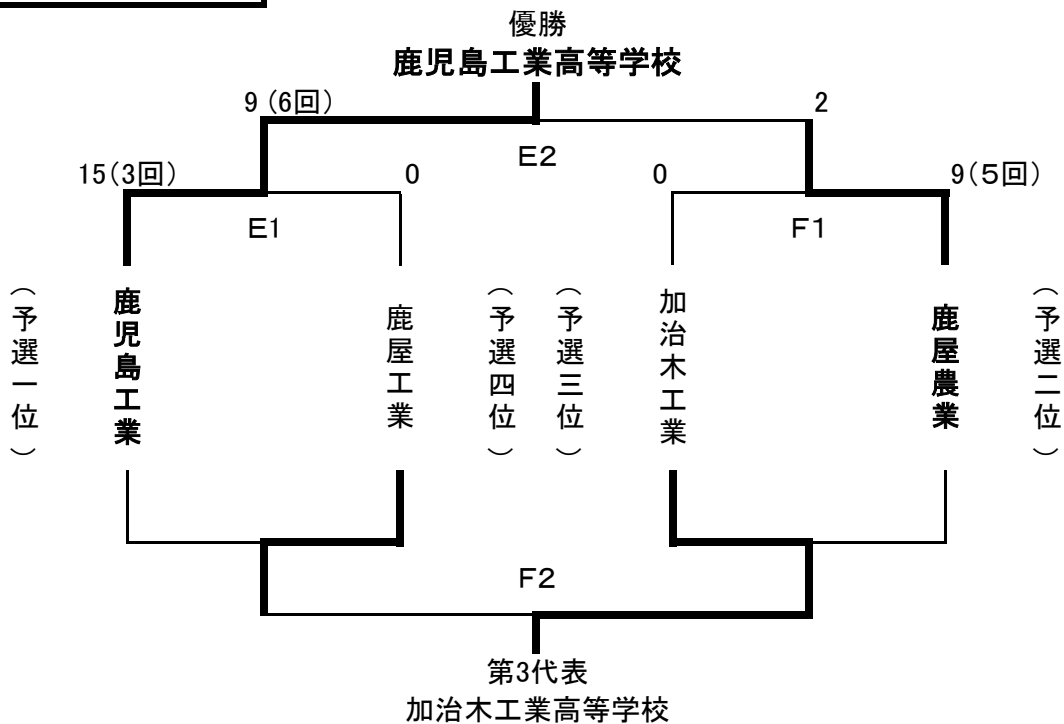 優勝
鹿児島工業高等学校
9(6回)
2
E2
15(3回)
0
0
9(5回)
E1
F1
(予選一位)
鹿児島工業
鹿屋工業
(予選四位)
(予選三位)
加治木工業
鹿屋農業
(予選二位)
F2
第3代表
加治木工業高等学校